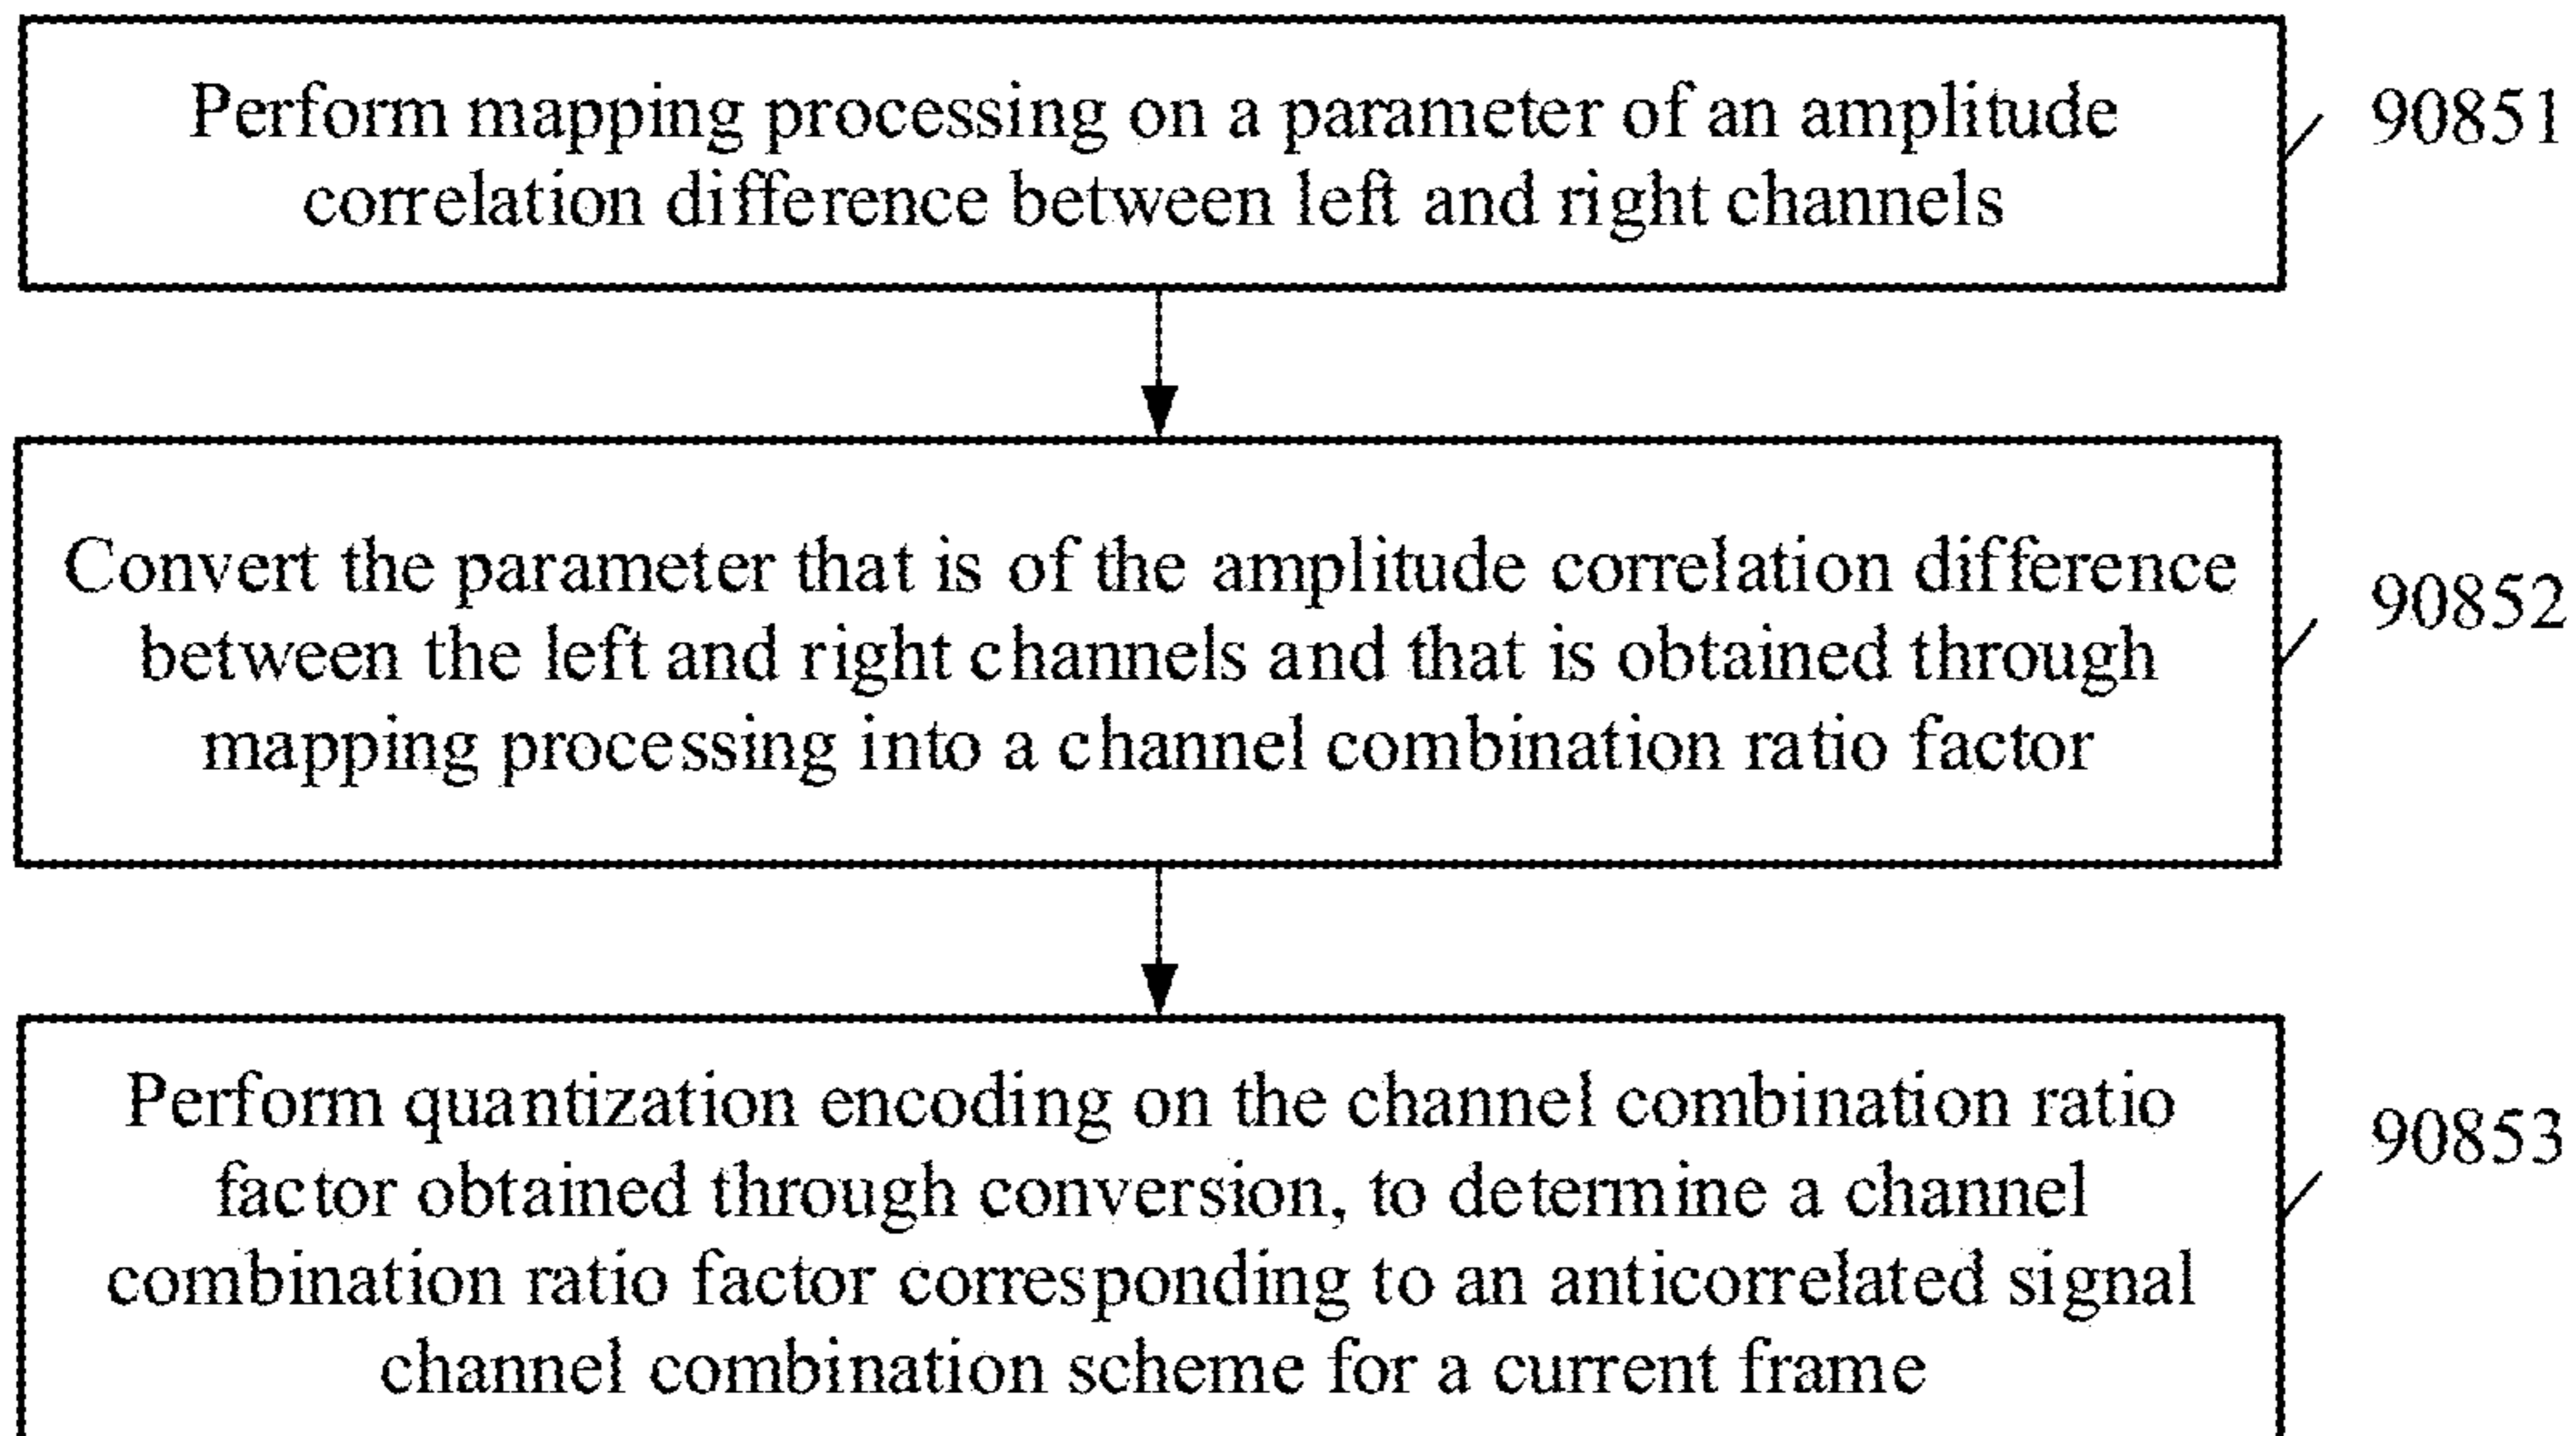 Perform mapping processing on a parameter of an amplitude
correlation difference between left and right channels
90851
Convert the parameter that is of the amplitude correlation difference
between the left and right channels and that is obtained through
mapping processing into a channel combination ratio factor
90852
Perform quantization encoding on the channel combination ratio
factor obtained through conversion, to determine a channel
combination ratio factor corresponding to an anticorrelated signal
channel combination scheme for a current frame
90853